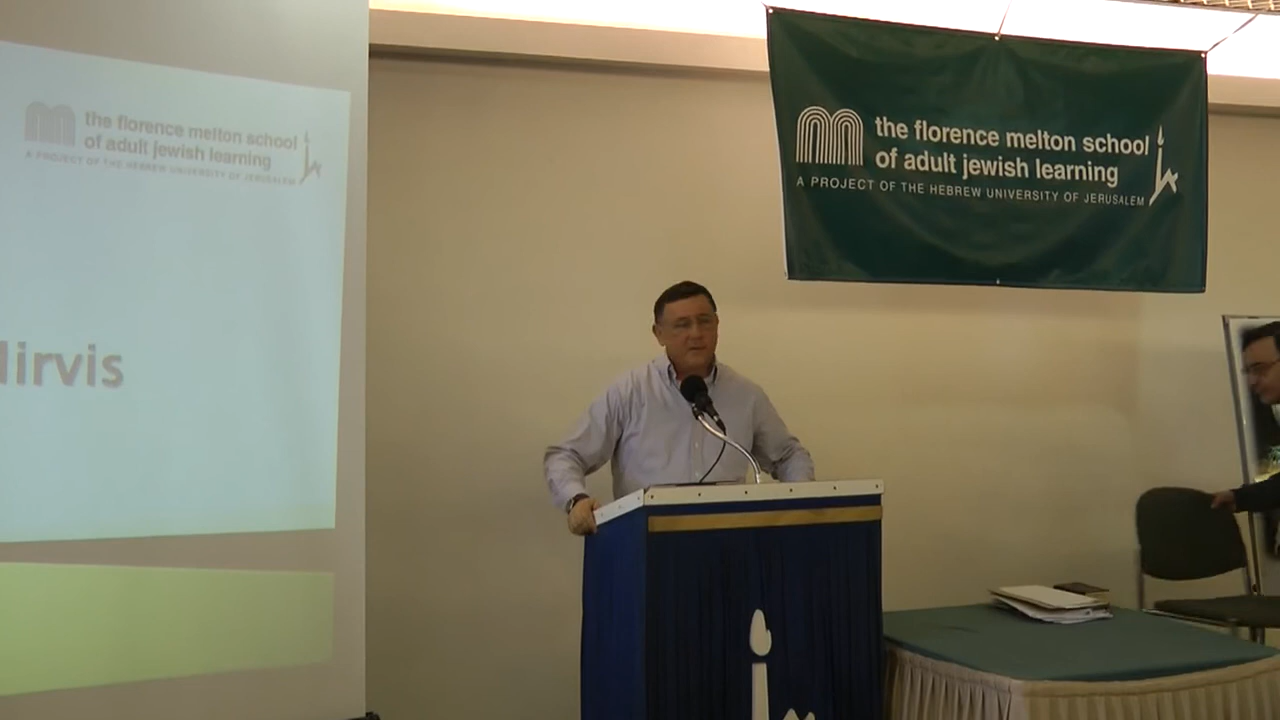 the florence melton school
of adult jewish learning
A PROJECT OF THE HEBREW UNIVERSITY OF JERUSALEM
lirvis
the florence melton school
of adult jewish learning
A PROJECT OF THE HEBREW UNIVERSITY OF JERUSALEM